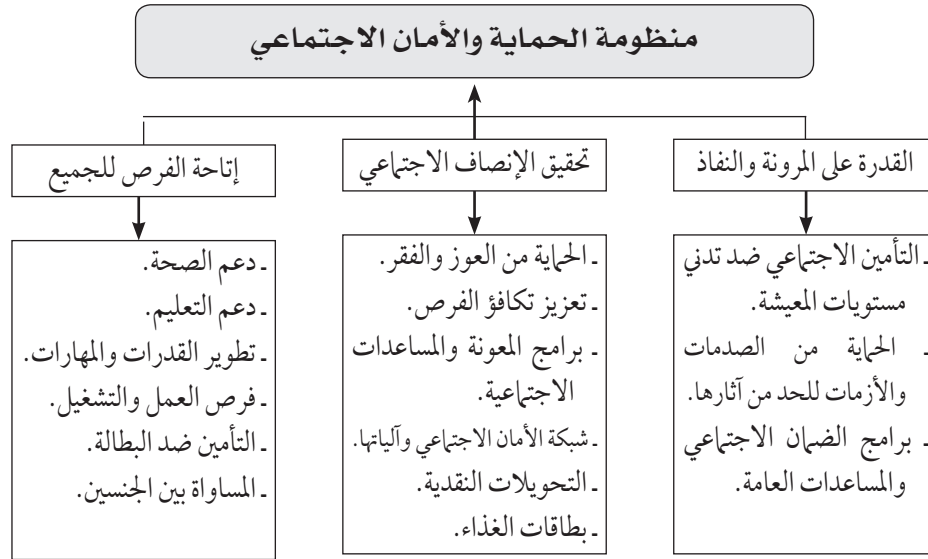 منظومة الحماية والأمان الاجتماعي
القدرة على المرونة والنفاذ
ـ التأمين الاجتماعي ضد تدني
مستويات المعيشة.
ـ الحماية من الصدمات
والأزمات للحد من آثارها.
ـ برامج الضمان الاجتماعي
والمساعدات العامة.
تحقيق الإنصاف الاجتماعي
ـ الحماية من العوز والفقر.
ـ تعزيز تكافؤ الفرص.
ـ برامج المعونة والمساعدات
الاجتماعية.
ـ شبكة الأمان الاجتماعي وآلياتها.
ـ التحويلات النقدية.
ـ بطاقات الغذاء.
إتاحة الفرص للجميع
ـ دعم الصحة.
ـ دعم التعليم.
ـ تطوير القدرات والمهارات.
ـ فرص العمل والتشغيل.
ـ التأمين ضد البطالة.
ـ المساواة بين الجنسين.